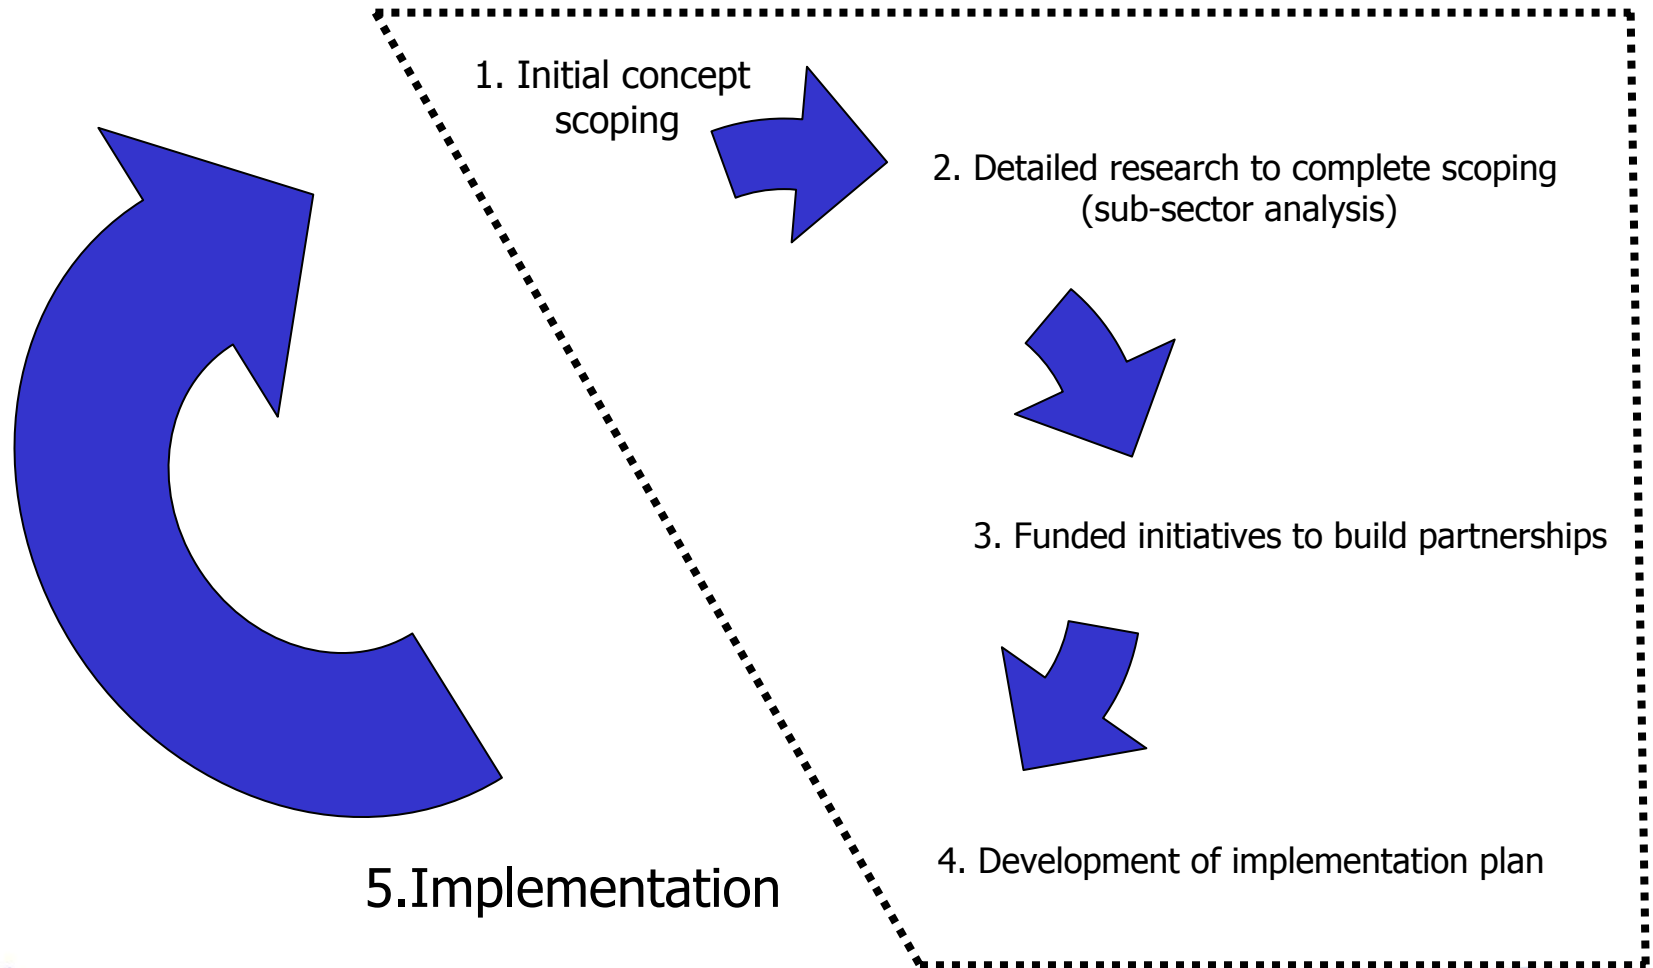 1. Initial concept
scoping
2. Detailed research to complete scoping
(sub-sector analysis)
3. Funded initiatives to build partnerships
4. Development of implementation plan
5.Implementation